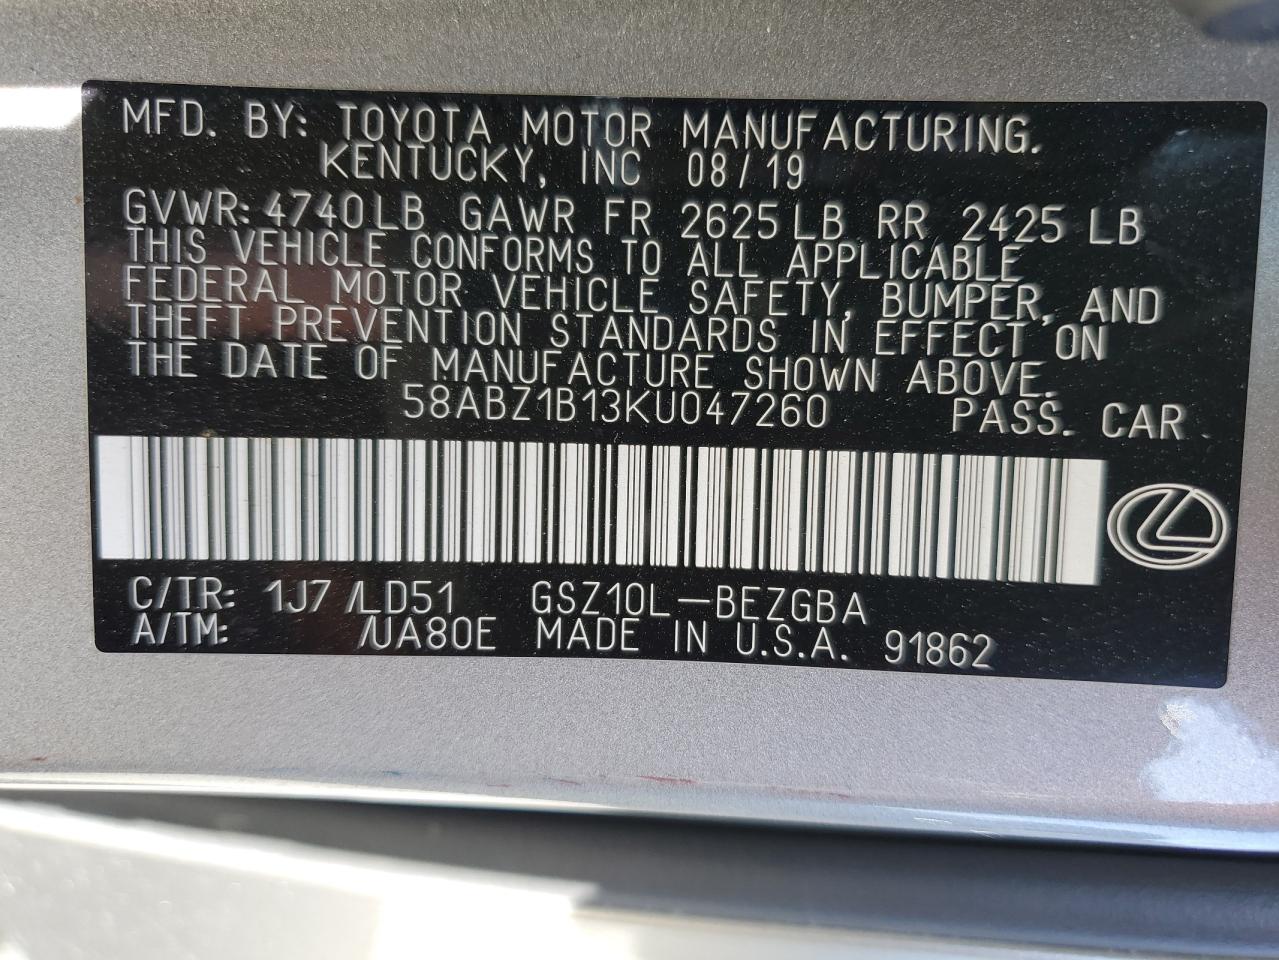 MFD. BY: TOYOTA MOTOR MANUFACTURING.
KENTUCKY, INC 08/19
GVWR: 4740LB GAWR FR 2625 LB RR 2425 LB
THIS VEHICLE CONFORMS TO ALL APPLICABLE
FEDERAL MOTOR VEHICLE SAFETY, BUMPER, AND
THEFT PREVENTION STANDARDS IN EFFECT ON
THE DATE OF MANUFACTURE SHOWN ABOVE.
58ABZ1B13KU047260 PASS. CAR
C/TR: 1J7 /LD51 GSZ10L-BEZGBA
A/TM: /UA80E MADE IN U.S.A. 91862